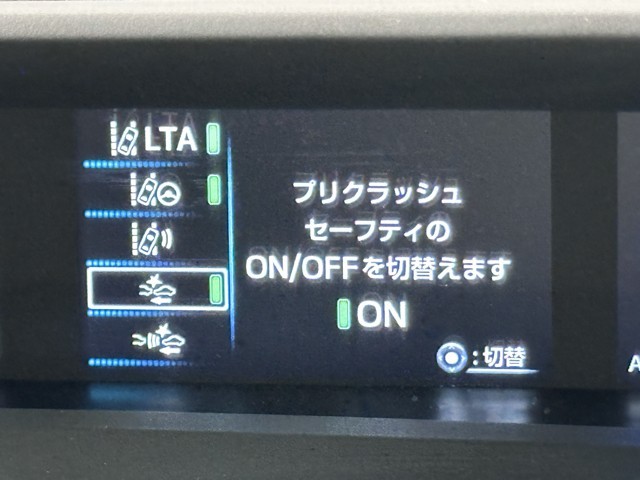 LTA
プリクラッシュ
セーフティの
ON/OFFを切替えます
ON
:切替
A